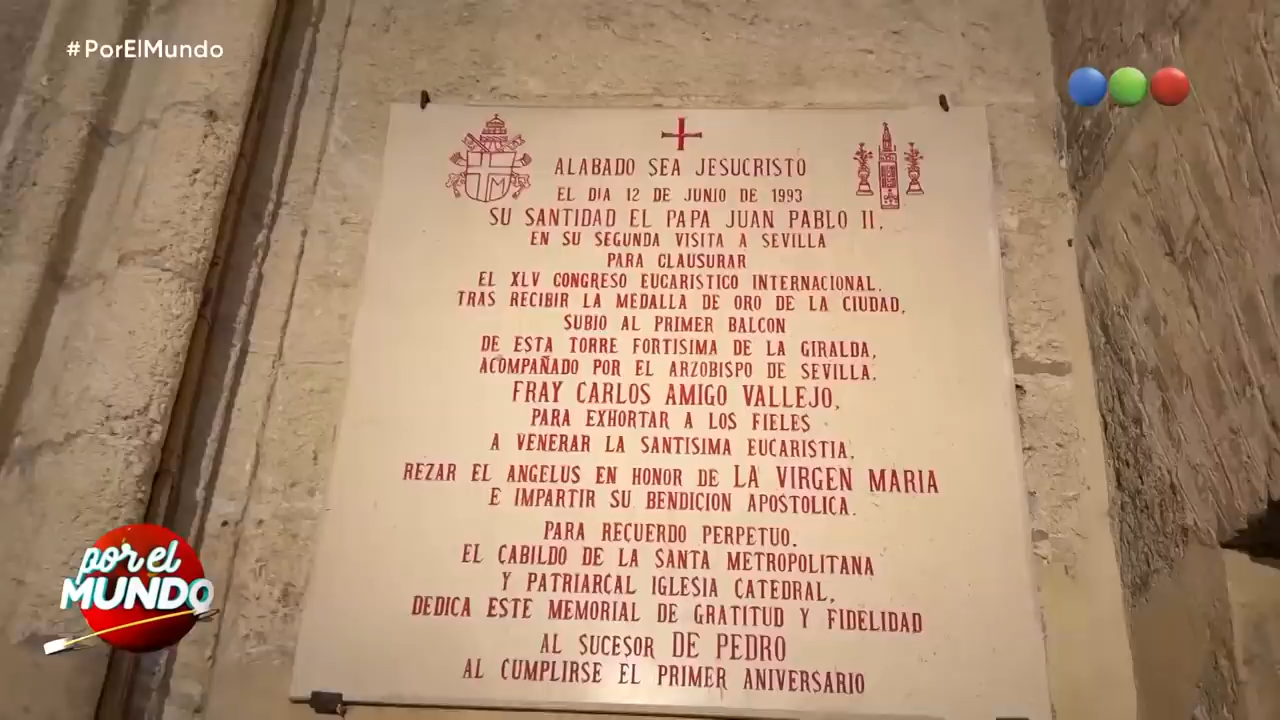 #PorElMundo
ALABADO SEA JESUCRISTO
EL DIA 12 DE JUNIO DE 1993
SU SANTIDAD EL PAPA JUAN PABLO II,
EN SU SEGUNDA VISITA A SEVILLA
PARA CLAUSURAR
EL XLV CONGRESO EUCARISTICO INTERNACIONAL,
TRAS RECIBIR LA MEDALLA DE ORO DE LA CIUDAD,
SUBIO AL PRIMER BALCON
DE ESTA TORRE FORTISIMA DE LA GIRALDA,
ACOMPAÑADO POR EL ARZOBISPO DE SEVILLA,
FRAY CARLOS AMIGO VALLEJO,
PARA EXHORTAR A LOS FIELES
A VENERAR LA SANTISIMA EUCARISTIA,
REZAR EL ANGELUS EN HONOR DE LA VIRGEN MARIA
E IMPARTIR SU BENDICION APOSTOLICA.
PARA RECUERDO PERPETUO.
EL CABILDO DE LA SANTA METROPOLITANA
Y PATRIARCAL IGLESIA CATEDRAL,
DEDICA ESTE MEMORIAL DE GRATITUD Y FIDELIDAD
AL SUCESOR DE PEDRO
AL CUMPLIRSE EL PRIMER ANIVERSARIO
por el
MUNDO